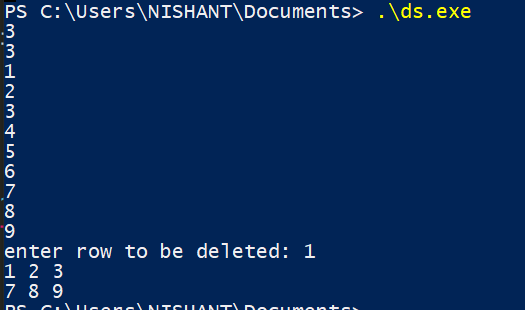 PS C:\Users\NISHANT\Documents> .\ds.exe
3
3
1
2
3
4
5
6
7
8
9
enter row to be deleted: 1
1 2 3
7 8 9
PS C:\Users\NISHANT\Documents>